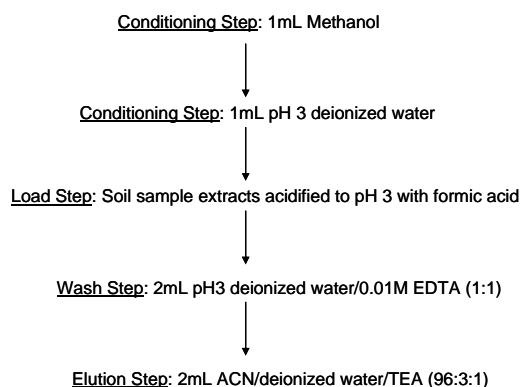 Conditioning Step: 1mL Methanol
Conditioning Step: 1mL pH 3 deionized water
Load Step: Soil sample extracts acidified to pH 3 with formic acid
Wash Step: 2mL pH3 deionized water/0.01M EDTA (1:1)
Elution Step: 2mL ACN/deionized water/TEA (96:3:1)